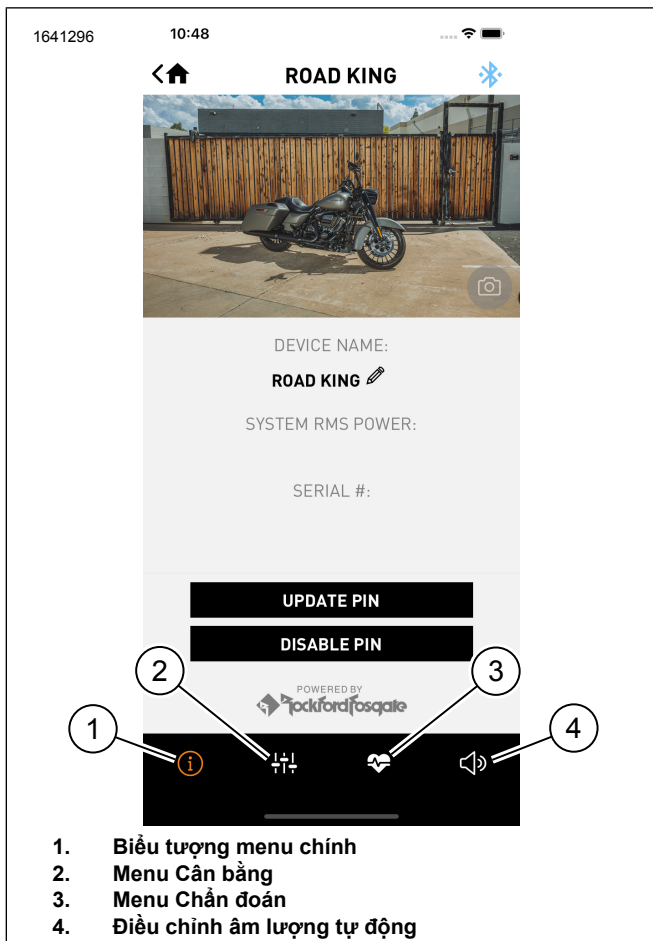 1641296
10:48
ROAD KING
DEVICE NAME:
ROAD KING
SYSTEM RMS POWER:
SERIAL #:
UPDATE PIN
DISABLE PIN
2
3
POWERED BY
Rockford Fosgate
1
4
1. Biểu tượng menu chính
2. Menu Cân bằng
3. Menu Chẩn đoán
4. Điều chỉnh âm lượng tự động